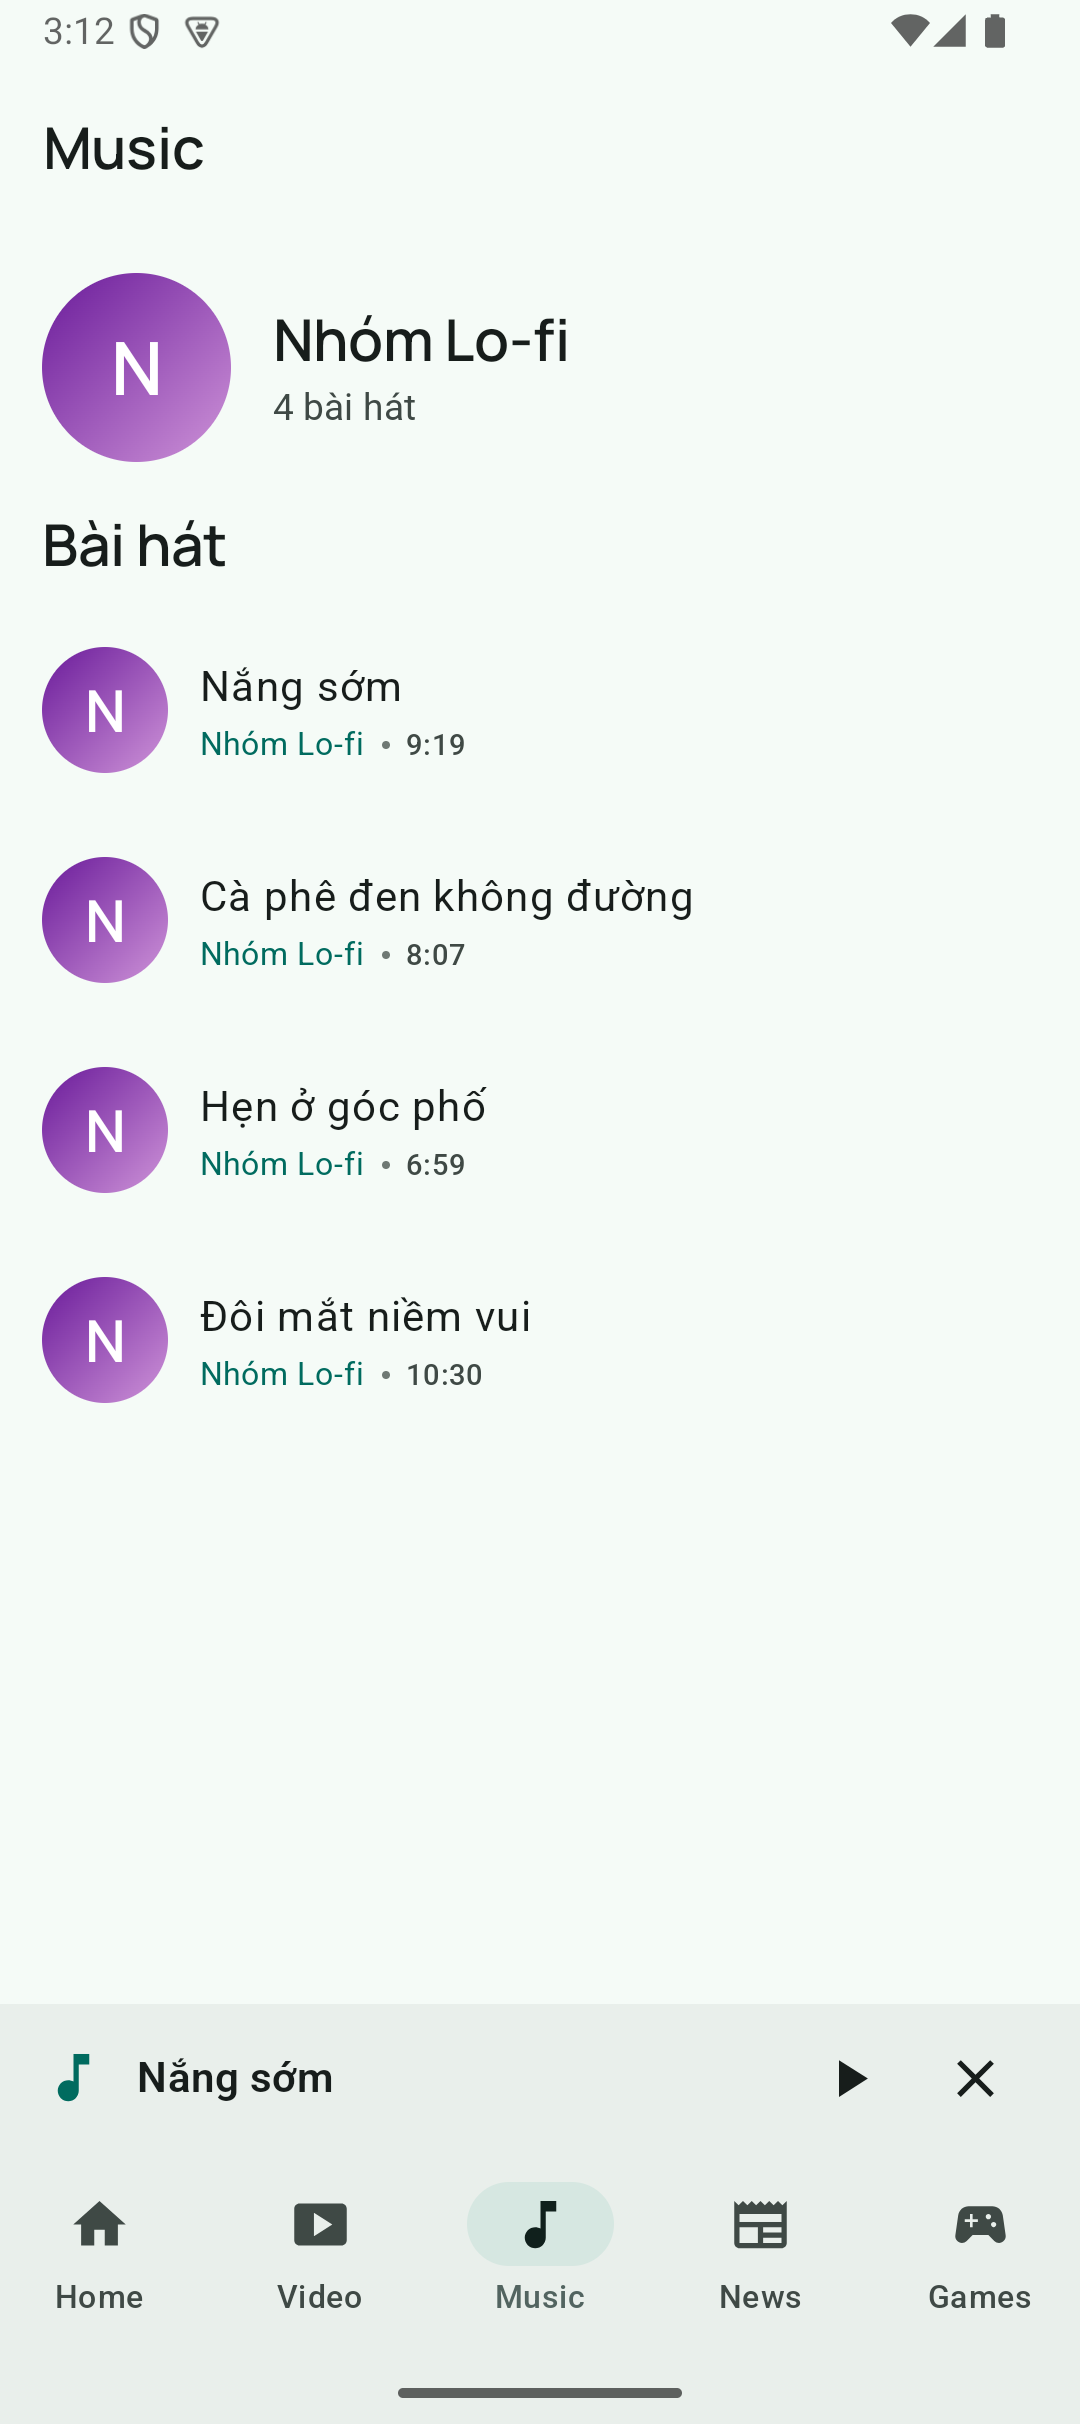 3:12
Music
N
Nhóm Lo-fi
4 bài hát
Bài hát
N
Nắng sớm
Nhóm Lo-fi • 9:19
N
Cà phê đen không đường
Nhóm Lo-fi • 8:07
N
Hẹn ở góc phố
Nhóm Lo-fi • 6:59
N
Đôi mắt niềm vui
Nhóm Lo-fi • 10:30
Nắng sớm
Home Video Music News Games